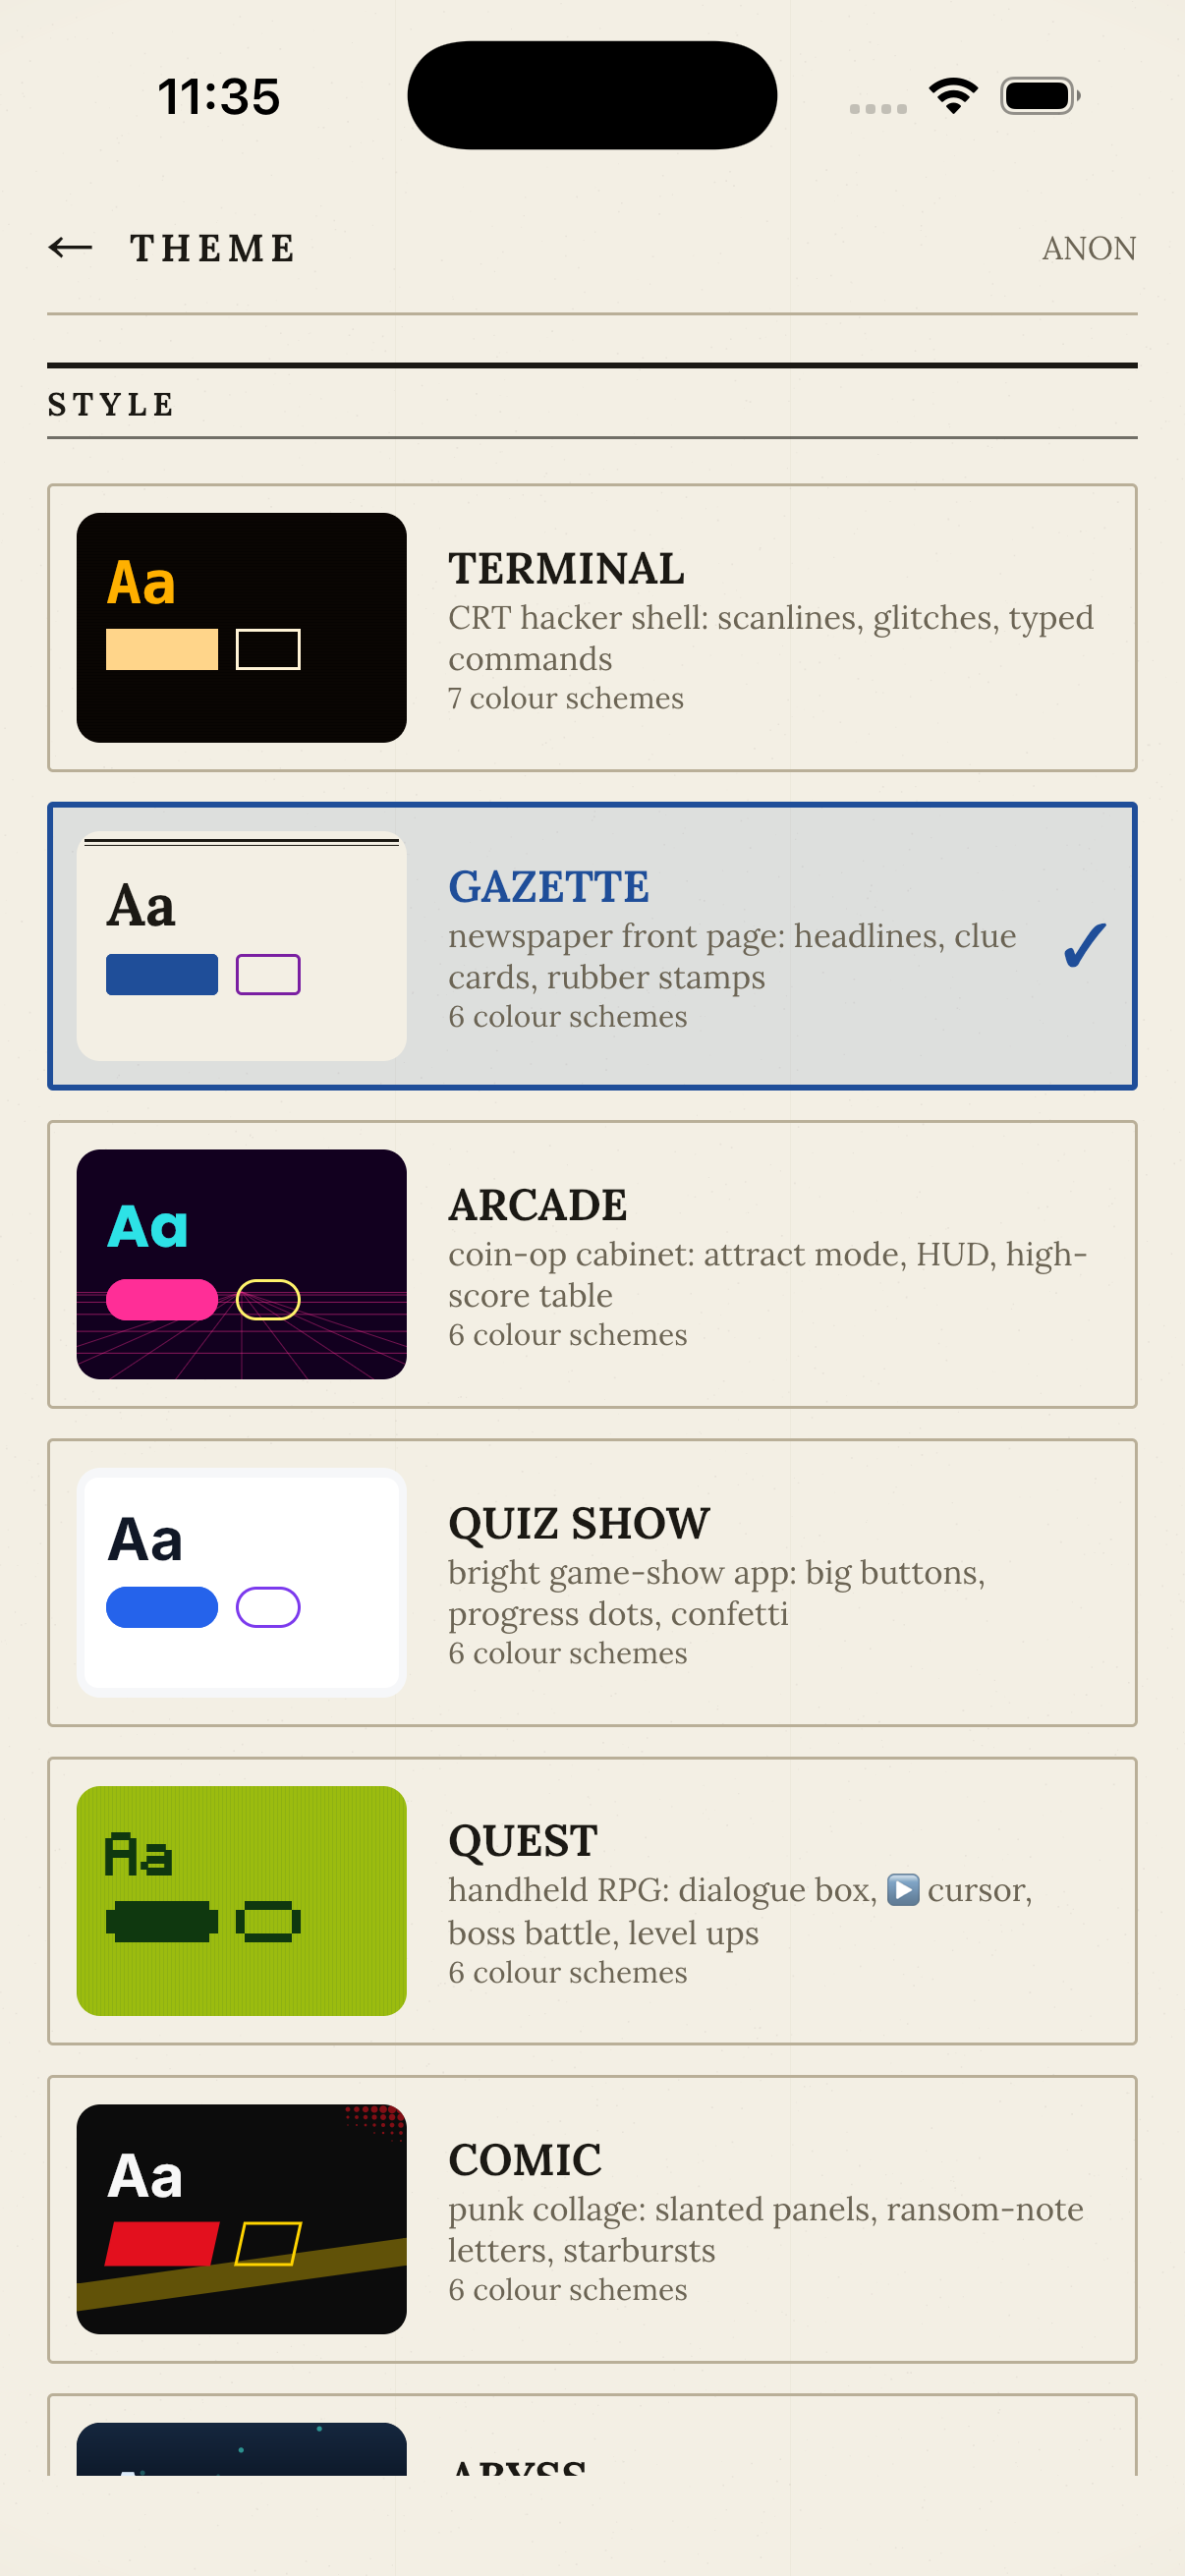 11:35
← THEME
ANON
STYLE
Aa
TERMINAL
CRT hacker shell: scanlines, glitches, typed
commands
7 colour schemes
Aa
GAZETTE
newspaper front page: headlines, clue
cards, rubber stamps
6 colour schemes
✓
Aa
ARCADE
coin-op cabinet: attract mode, HUD, high-
score table
6 colour schemes
Aa
QUIZ SHOW
bright game-show app: big buttons,
progress dots, confetti
6 colour schemes
Aa
QUEST
handheld RPG: dialogue box, ▶️ cursor,
boss battle, level ups
6 colour schemes
Aa
COMIC
punk collage: slanted panels, ransom-note
letters, starbursts
6 colour schemes
ABYSS